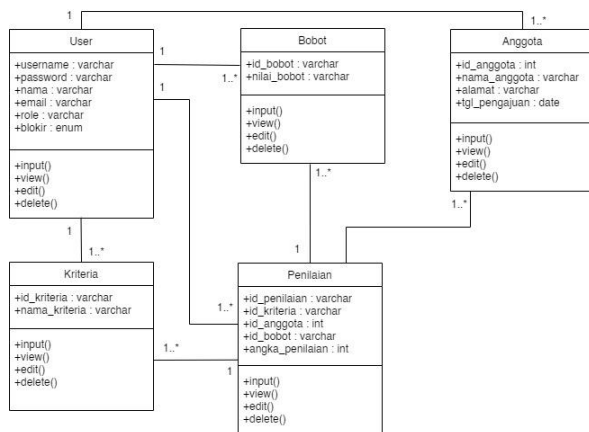 1
1..*
User
+username : varchar
+password : varchar
+nama : varchar
+email : varchar
+role : varchar
+blokir : enum
+input()
+view()
+edit()
+delete()
1
1..*
1
Bobot
+id_bobot : varchar
+nilai_bobot : varchar
+input()
+view()
+edit()
+delete()
Anggota
+id_anggota : int
+nama_anggota : varchar
+alamat : varchar
+tgl_pengajuan : date
+input()
+view()
+edit()
+delete()
1..*
1..*
1
1..*
1
Kriteria
+id_kriteria : varchar
+nama_kriteria : varchar
+input()
+view()
+edit()
+delete()
1..*
1..*
1
Penilaian
+id_penilaian : varchar
+id_kriteria : varchar
+id_anggota : int
+id_bobot : varchar
+angka_penilaian : int
+input()
+view()
+edit()
+delete()